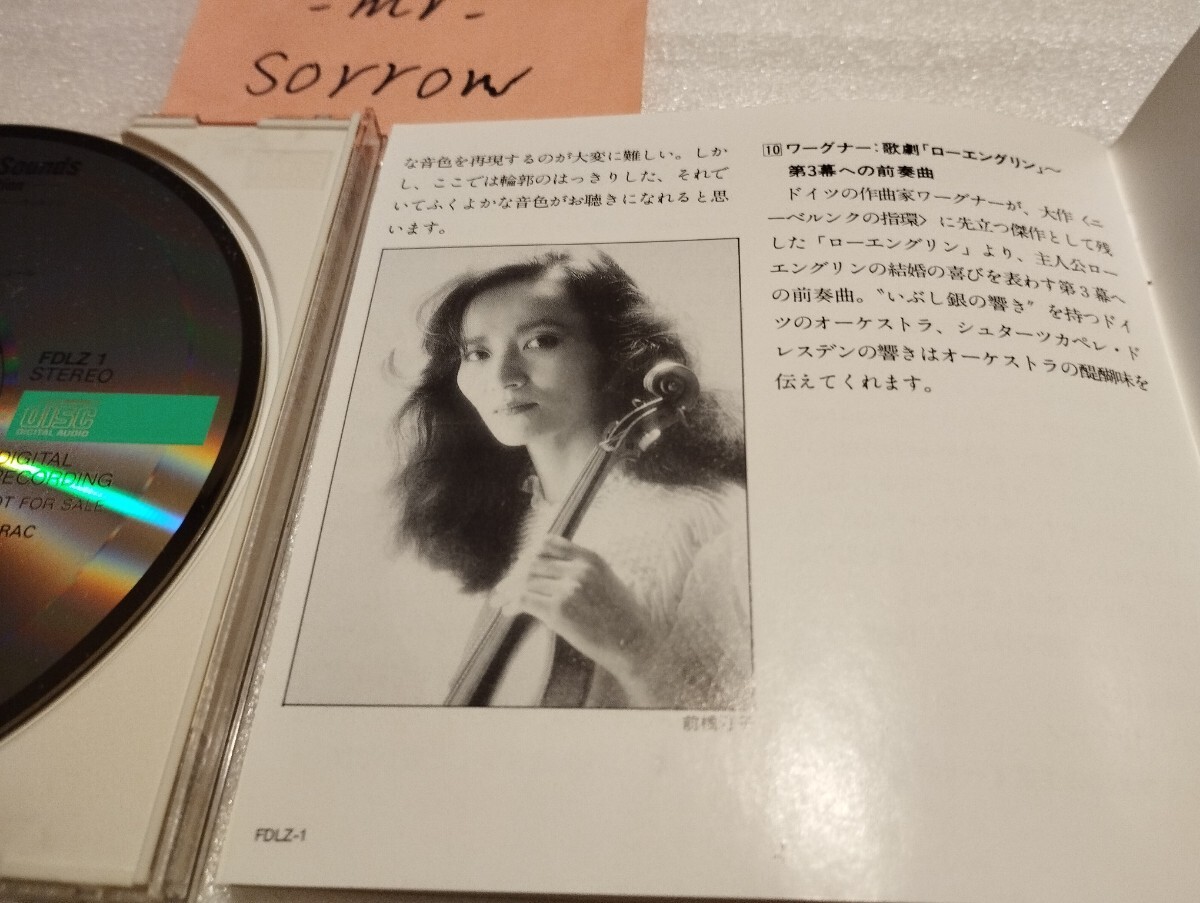 -mr-
sorrow
Sounds
FDLZ 1
STEREO
DISC
DIGITAL AUDIO
DIGITAL
RECORDING
OT FOR SALE
RAC
な音色を再現するのが大変に難しい。しか
し、ここでは輪郭のはっきりした、それで
いてふくよかな音色がお聴きになれると思
います。
前橋汀子
FDLZ-1
10 ワーグナー：歌劇「ローエングリン」〜
第3幕への前奏曲
ドイツの作曲家ワーグナーが、大作〈ニ
ーベルンクの指環〉に先立つ傑作として残
した「ローエングリン」より、主人公ロー
エングリンの結婚の喜びを表わす第3幕へ
の前奏曲。〝いぶし銀の響き〟を持つドイ
ツのオーケストラ、シュターツカペレ・ド
レスデンの響きはオーケストラの醍醐味を
伝えてくれます。